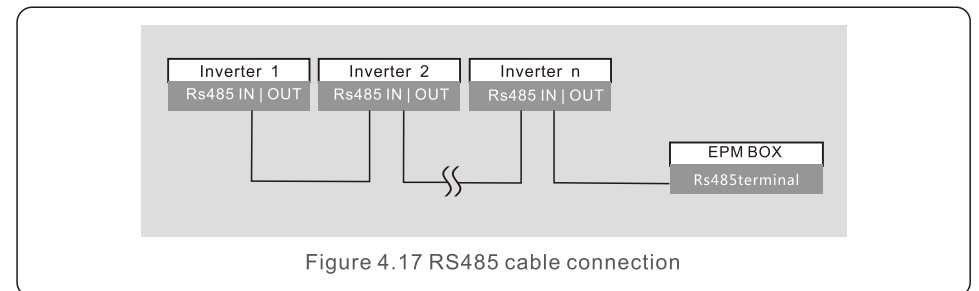 Inverter 1
Inverter 2
Inverter n
Rs485 IN | OUT
Rs485 IN | OUT
Rs485 IN | OUT
EPM BOX
Rs485terminal
Figure 4.17 RS485 cable connection